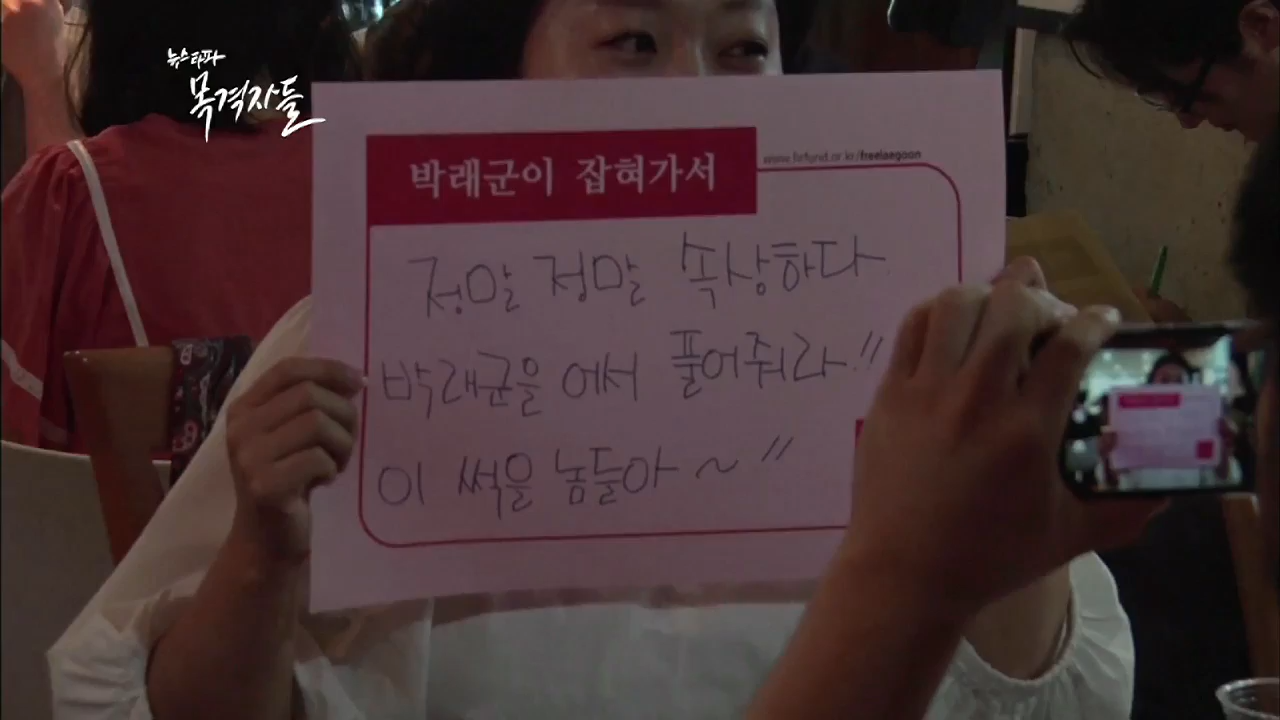 뉴스타파
목격자들
박래군이 잡혀가서
www.hrfund.or.kr/freelaegoon
정말 정말 속상하다
박래군을 어서 풀어줘라!!
이 썩을 놈들아 ~ "